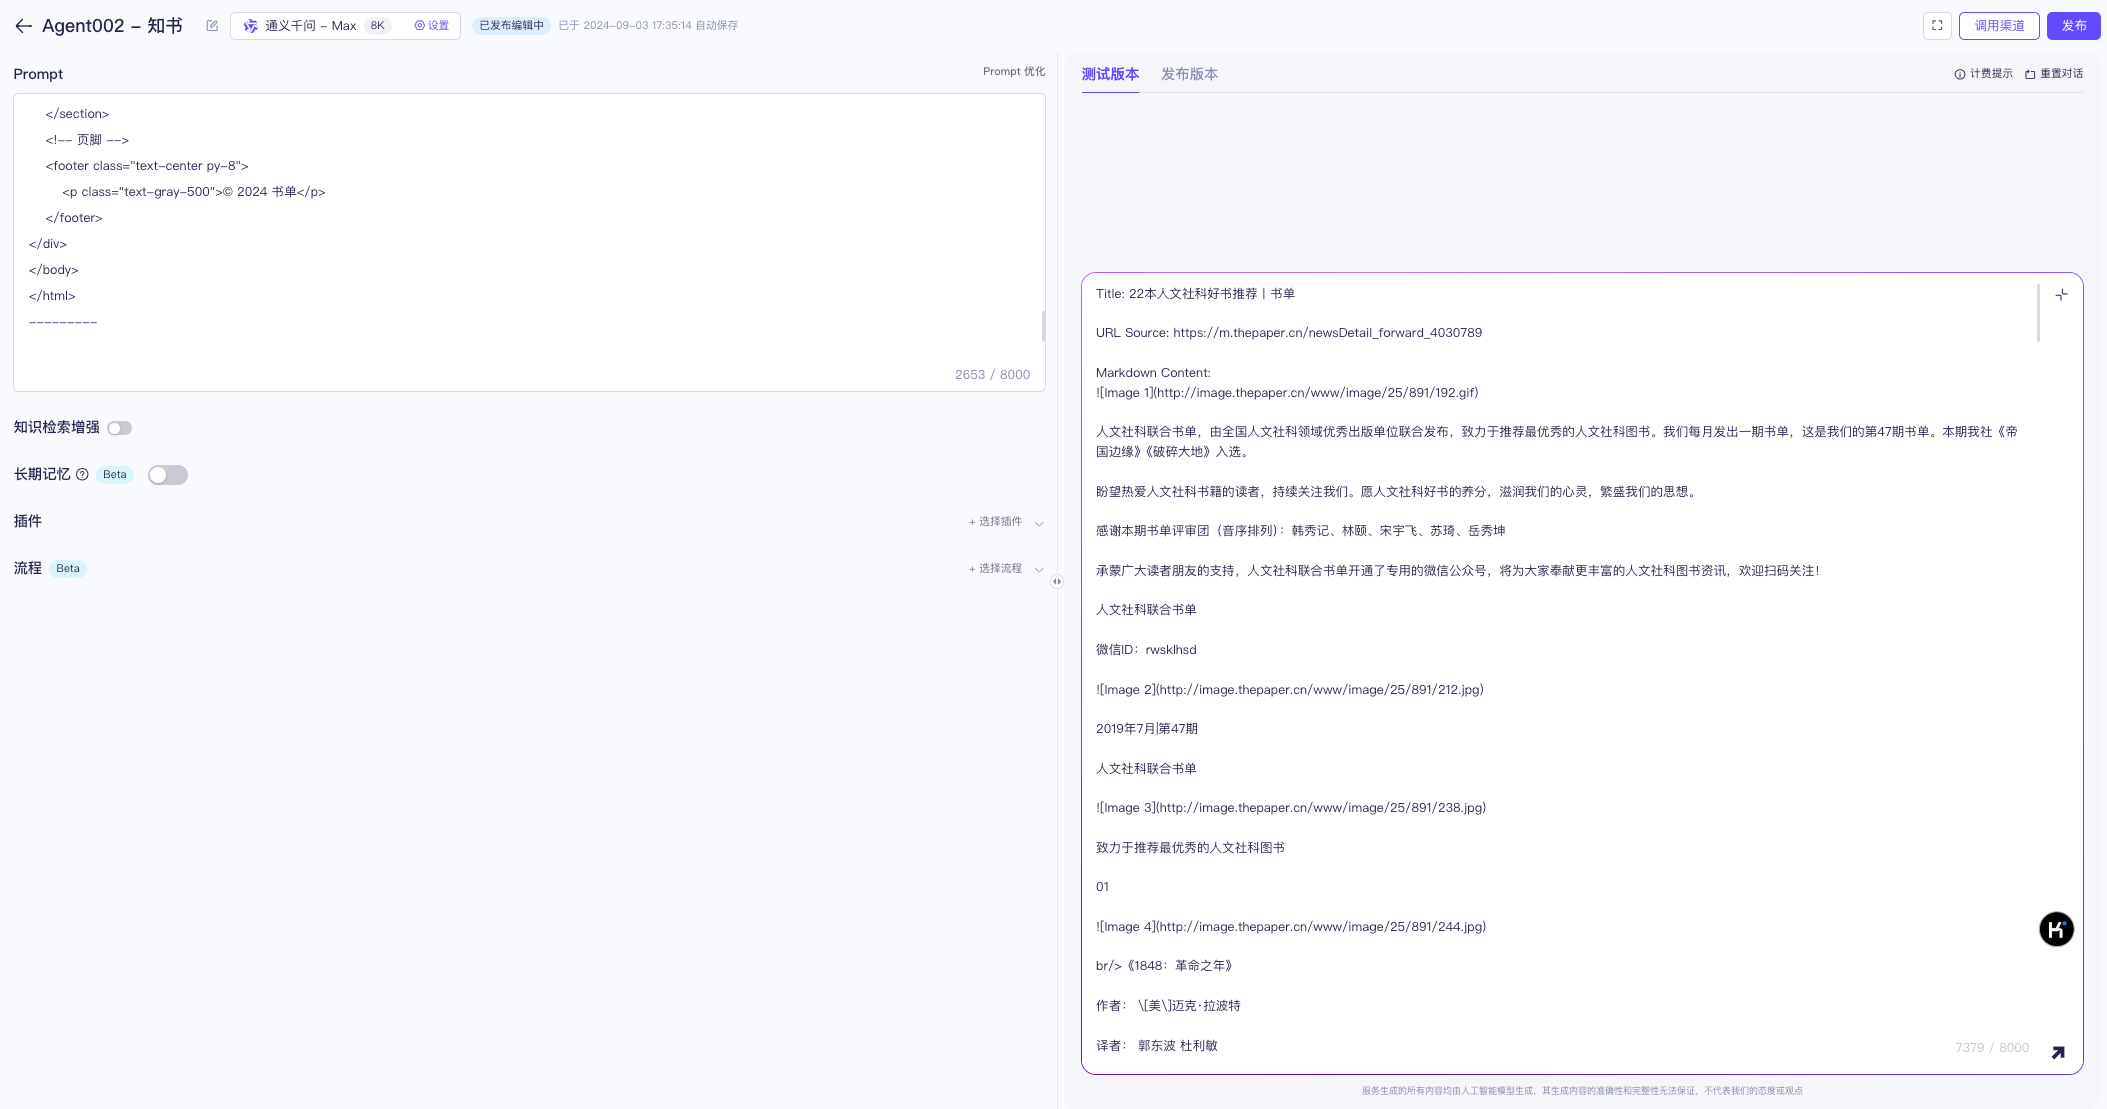 Agent002 - 知书
通义千问 - Max 8K 设置
已发布编辑中 已于 2024-09-03 17:35:14 自动保存
调用渠道
发布
Prompt
Prompt 优化
</section>
<!-- 页脚 -->
<footer class="text-center py-8">
<p class="text-gray-500">© 2024 书单</p>
</footer>
</div>
</body>
</html>
---------
2653 / 8000
知识检索增强
长期记忆 Beta
插件
+ 选择插件
流程 Beta
+ 选择流程
测试版本
发布版本
计费提示
重置对话
Title: 22本人文社科好书推荐丨书单
URL Source: https://m.thepaper.cn/newsDetail_forward_4030789
Markdown Content:
![Image 1](http://image.thepaper.cn/www/image/25/891/192.gif)
人文社科联合书单，由全国人文社科领域优秀出版单位联合发布，致力于推荐最优秀的人文社科图书。我们每月发出一期书单，这是我们的第47期书单。本期我社《帝
国边缘》《破碎大地》入选。
盼望热爱人文社科书籍的读者，持续关注我们。愿人文社科好书的养分，滋润我们的心灵，繁盛我们的思想。
感谢本期书单评审团（音序排列）：韩秀记、林颐、宋宇飞、苏琦、岳秀坤
承蒙广大读者朋友的支持，人文社科联合书单开通了专用的微信公众号，将为大家奉献更丰富的人文社科图书资讯，欢迎扫码关注！
人文社科联合书单
微信ID：rwsklhsd
![Image 2](http://image.thepaper.cn/www/image/25/891/212.jpg)
2019年7月|第47期
人文社科联合书单
![Image 3](http://image.thepaper.cn/www/image/25/891/238.jpg)
致力于推荐最优秀的人文社科图书
01
![Image 4](http://image.thepaper.cn/www/image/25/891/244.jpg)
br/>《1848：革命之年》
作者： \[美\]迈克·拉波特
译者： 郭东波 杜利敏
7379 / 8000
K
服务生成的所有内容均由人工智能模型生成，其生成内容的准确性和完整性无法保证，不代表我们的态度或观点